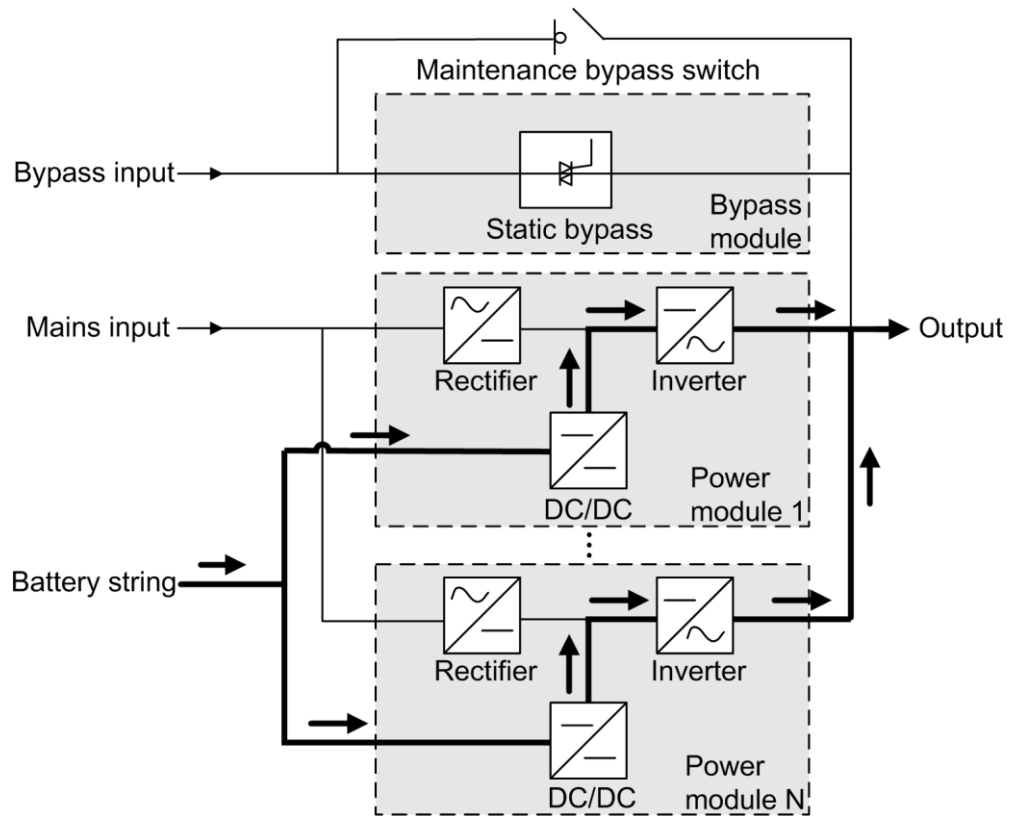 Maintenance bypass switch
Bypass input
Static bypass
Bypass
module
Mains input
Rectifier
Inverter
Output
DC/DC
Power
module 1
Battery string
Rectifier
Inverter
DC/DC
Power
module N